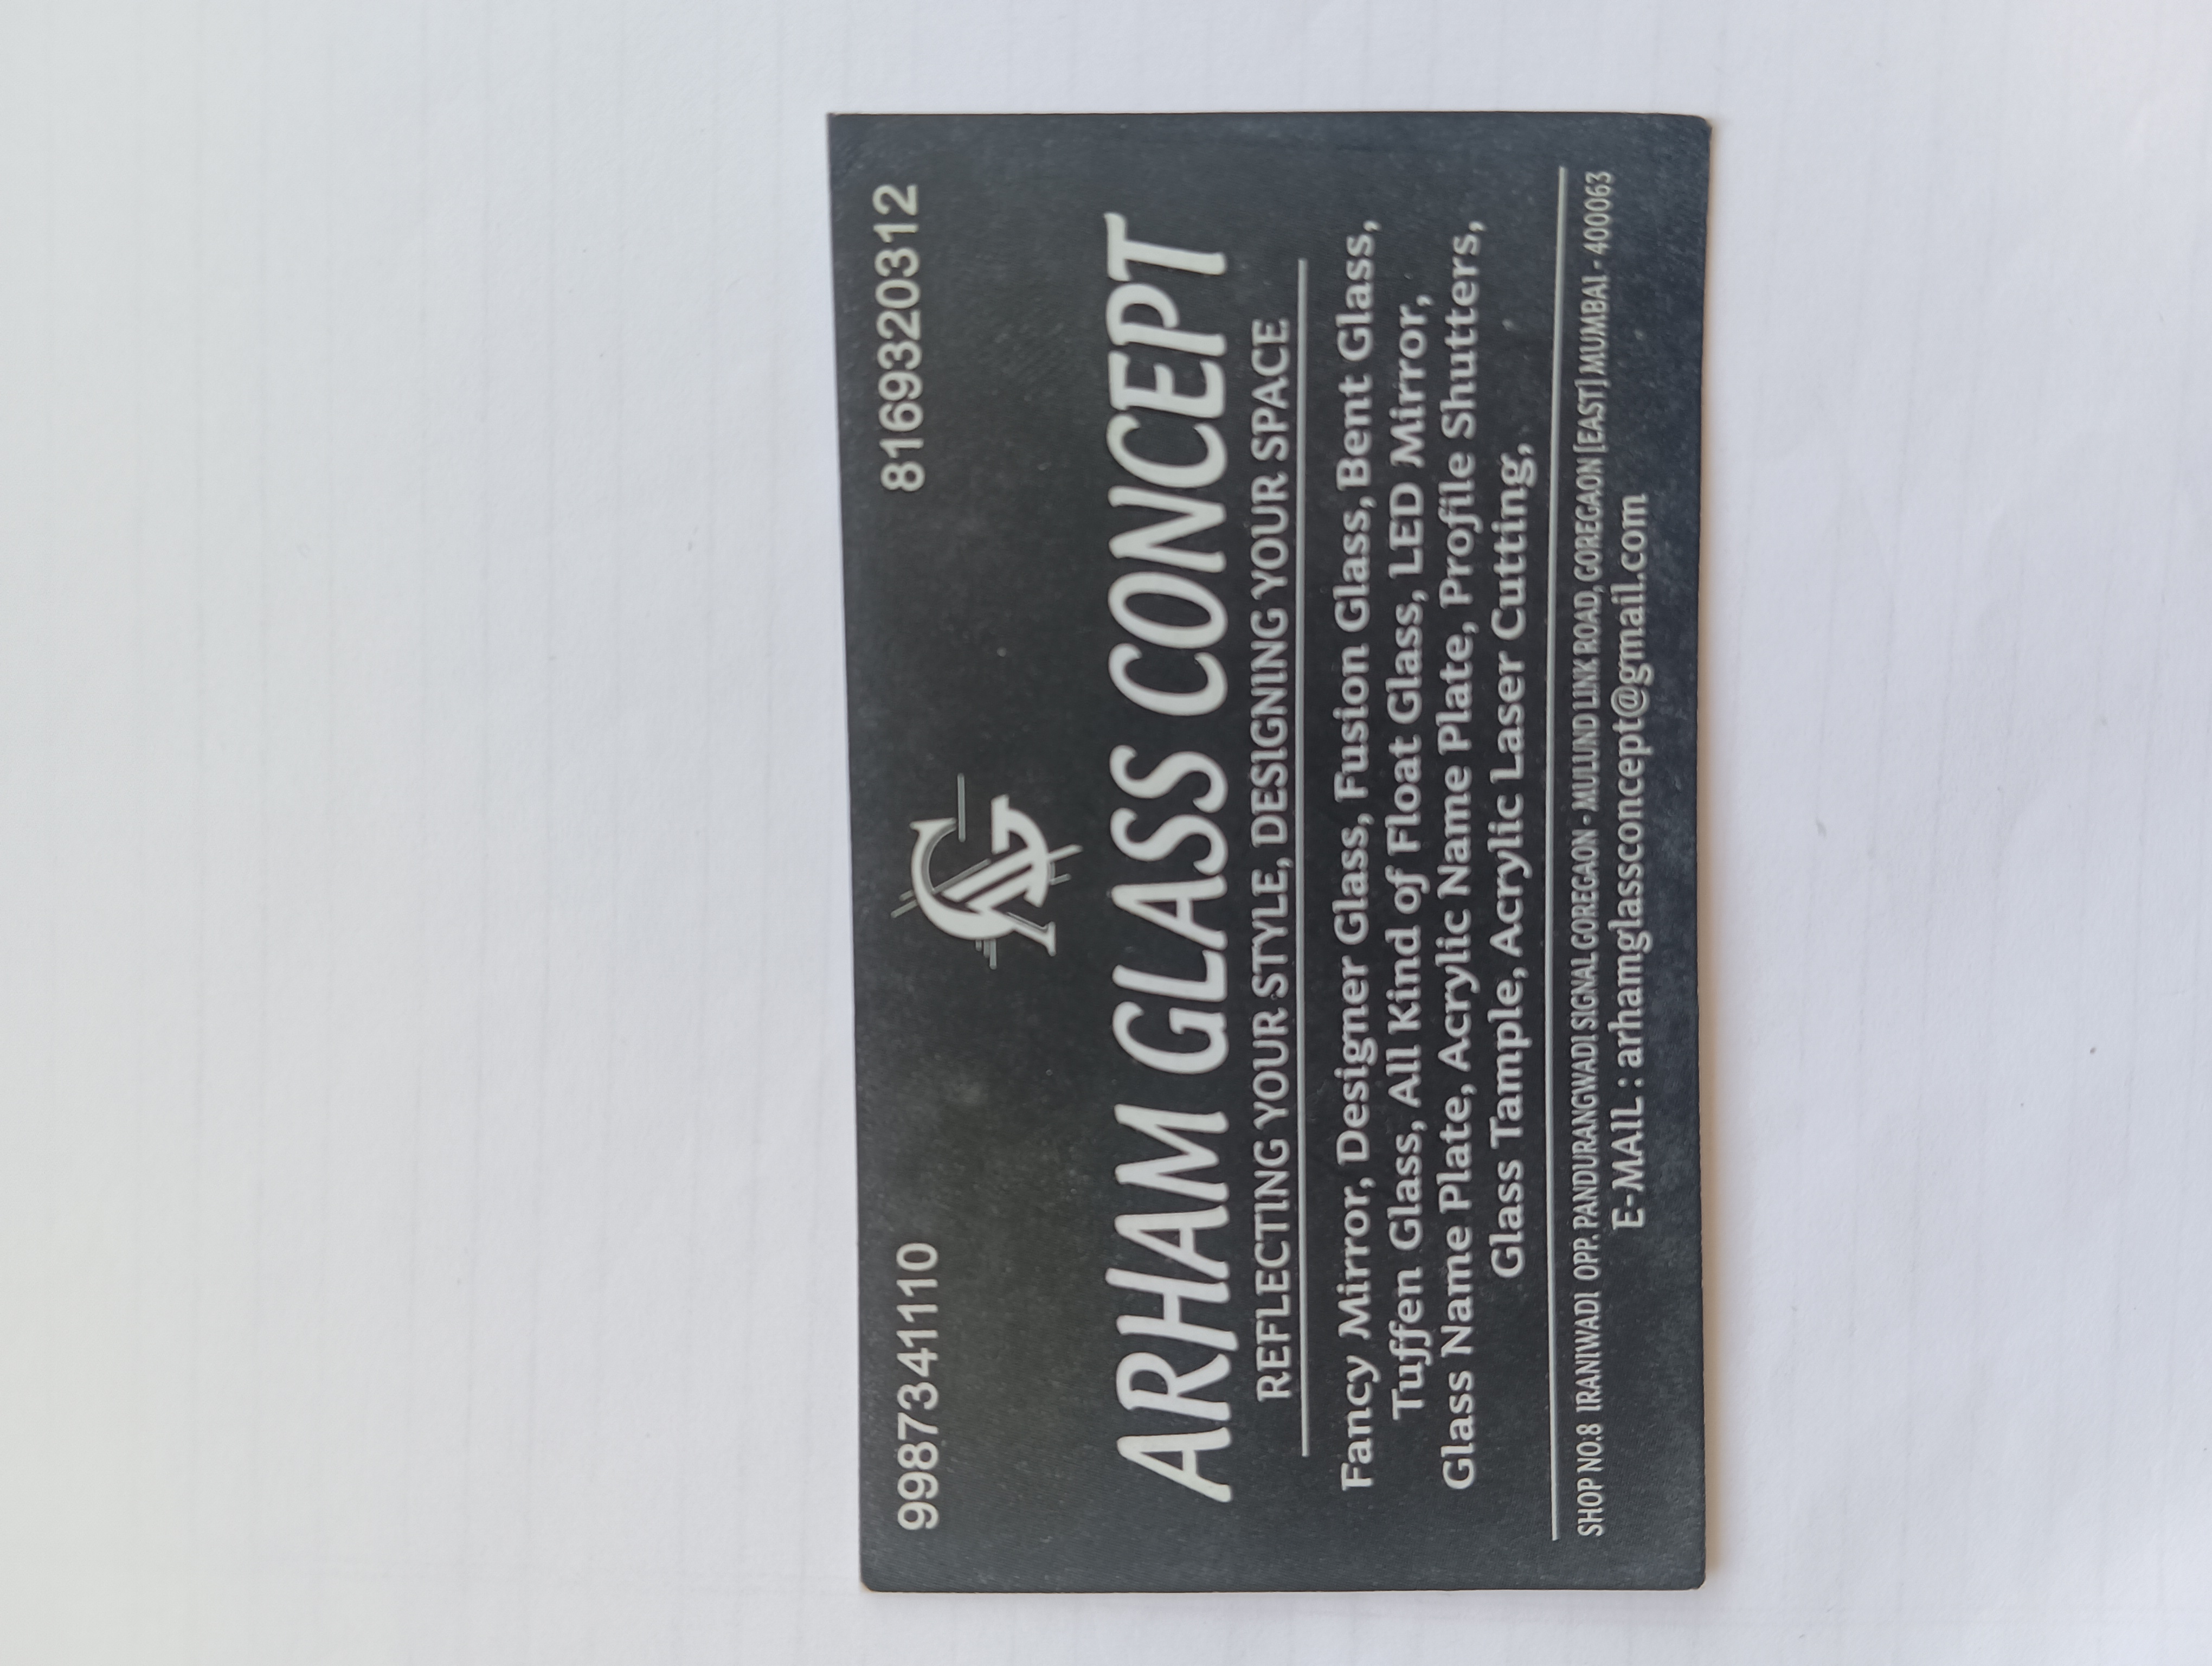 9987341110 8169320312
AG
ARHAM GLASS CONCEPT
REFLECTING YOUR STYLE, DESIGNING YOUR SPACE
Fancy Mirror, Designer Glass, Fusion Glass, Bent Glass,
Tuffen Glass, All Kind of Float Glass, LED Mirror,
Glass Name Plate, Acrylic Name Plate, Profile Shutters,
Glass Tample, Acrylic Laser Cutting,
SHOP NO.8 IRANIWADI OPP. PANDURANGWADI SIGNAL GOREGAON - MULUND LINK ROAD, GOREGAON [EAST] MUMBAI - 400063
E-MAIL : arhamglassconcept@gmail.com